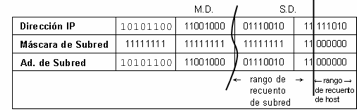 M.D. S.D.
Dirección IP 10101100 11001000 01110010 11 111010
Máscara de Subred 11111111 11111111 11111111 11 000000
Ad. de Subred 10101100 11001000 01110010 11 000000
← rango de → ← rango →
recuento de recuento
de subred de host